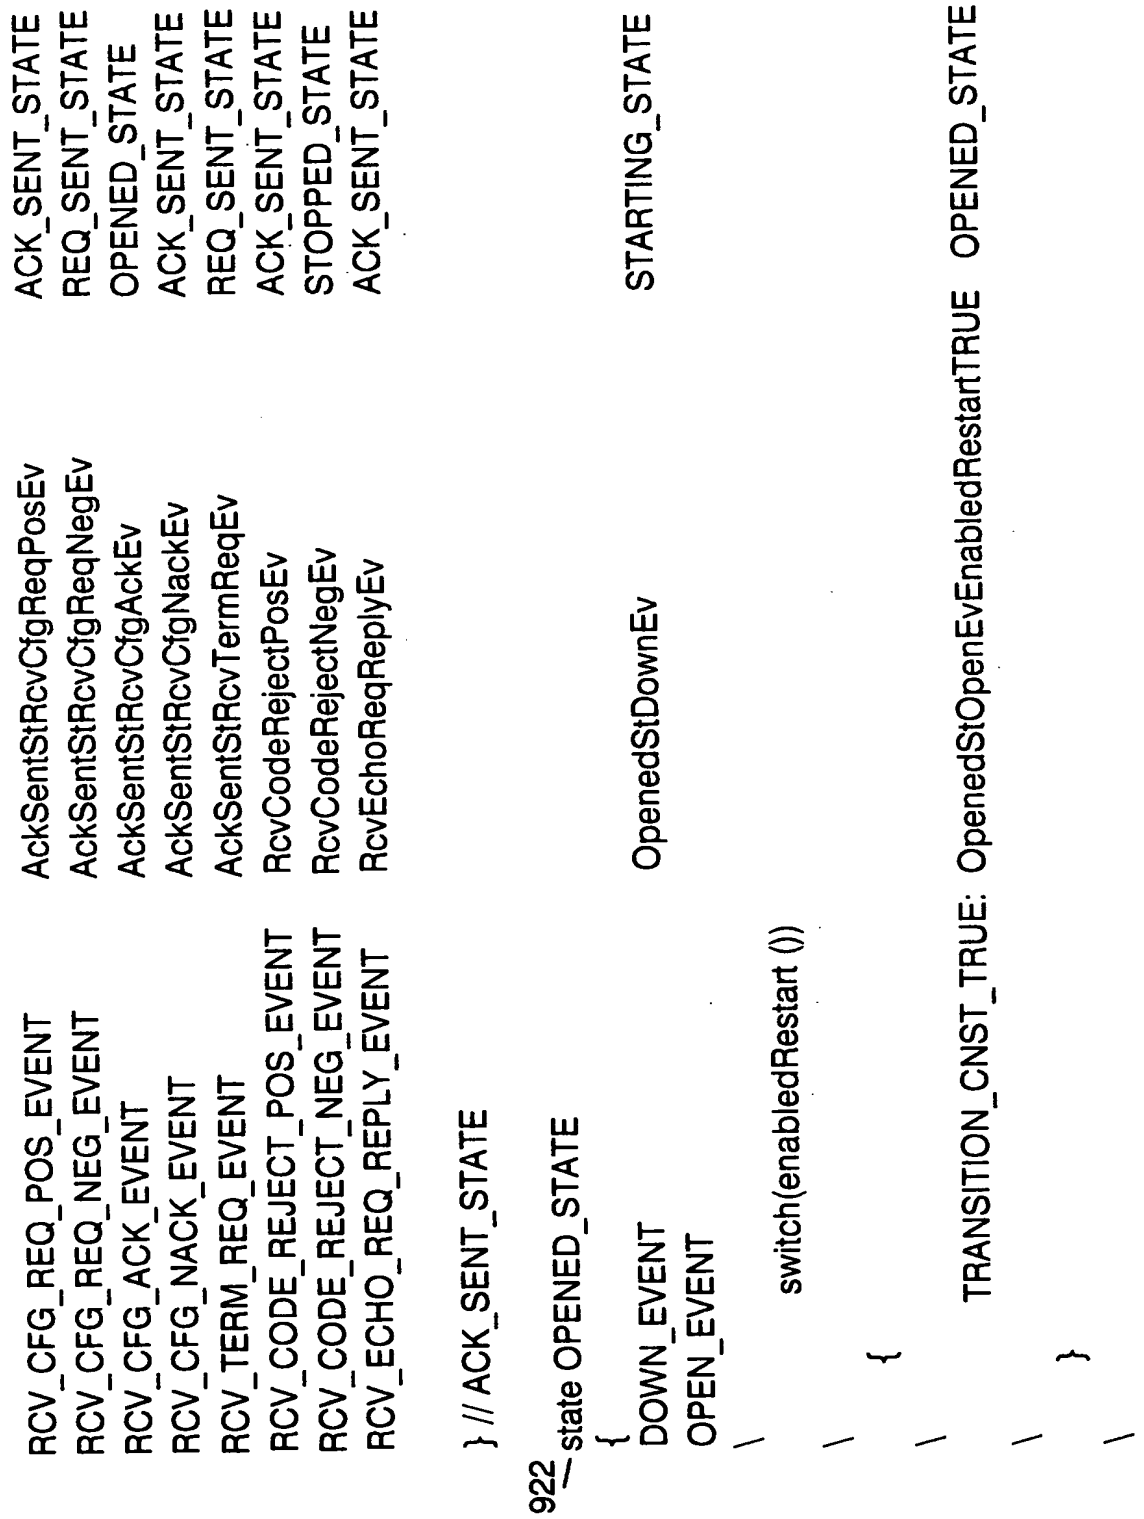 RCV_CFG_REQ_POS_EVENT AckSentStRcvCfgReqPosEv ACK_SENT_STATE
RCV_CFG_REQ_NEG_EVENT AckSentStRcvCfgReqNegEv REQ_SENT_STATE
RCV_CFG_ACK_EVENT AckSentStRcvCfgAckEv OPENED_STATE
RCV_CFG_NACK_EVENT AckSentStRcvCfgNackEv ACK_SENT_STATE
RCV_TERM_REQ_EVENT AckSentStRcvTermReqEv REQ_SENT_STATE
RCV_CODE_REJECT_POS_EVENT RcvCodeRejectPosEv ACK_SENT_STATE
RCV_CODE_REJECT_NEG_EVENT RcvCodeRejectNegEv STOPPED_STATE
RCV_ECHO_REQ_REPLY_EVENT RcvEchoReqReplyEv ACK_SENT_STATE
} // ACK_SENT_STATE
922
state OPENED_STATE
{
DOWN_EVENT OpenedStDownEv STARTING_STATE
OPEN_EVENT
/
switch(enabledRestart ())
/
{
/
TRANSITION_CNST_TRUE: OpenedStOpenEvEnabledRestartTRUE OPENED_STATE
/
}
/